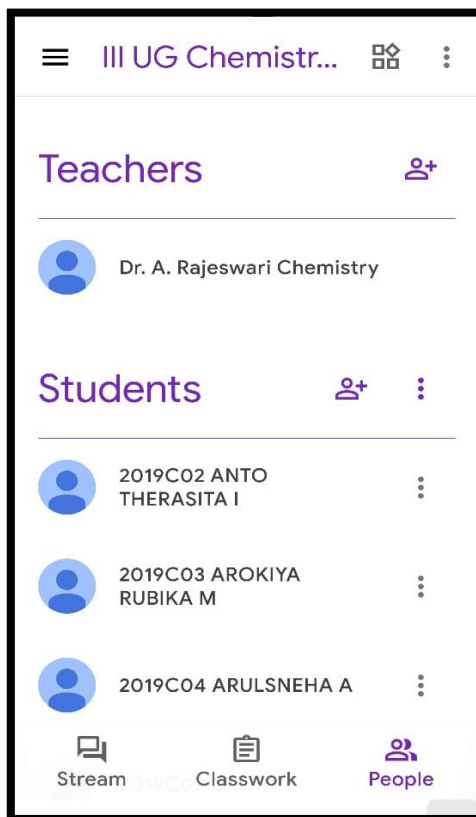 III UG Chemistr...
Teachers
Dr. A. Rajeswari Chemistry
Students
2019C02 ANTO
THERASITA I
2019C03 AROKIYA
RUBIKA M
2019C04 ARULSNEHA A
Stream
Classwork
People